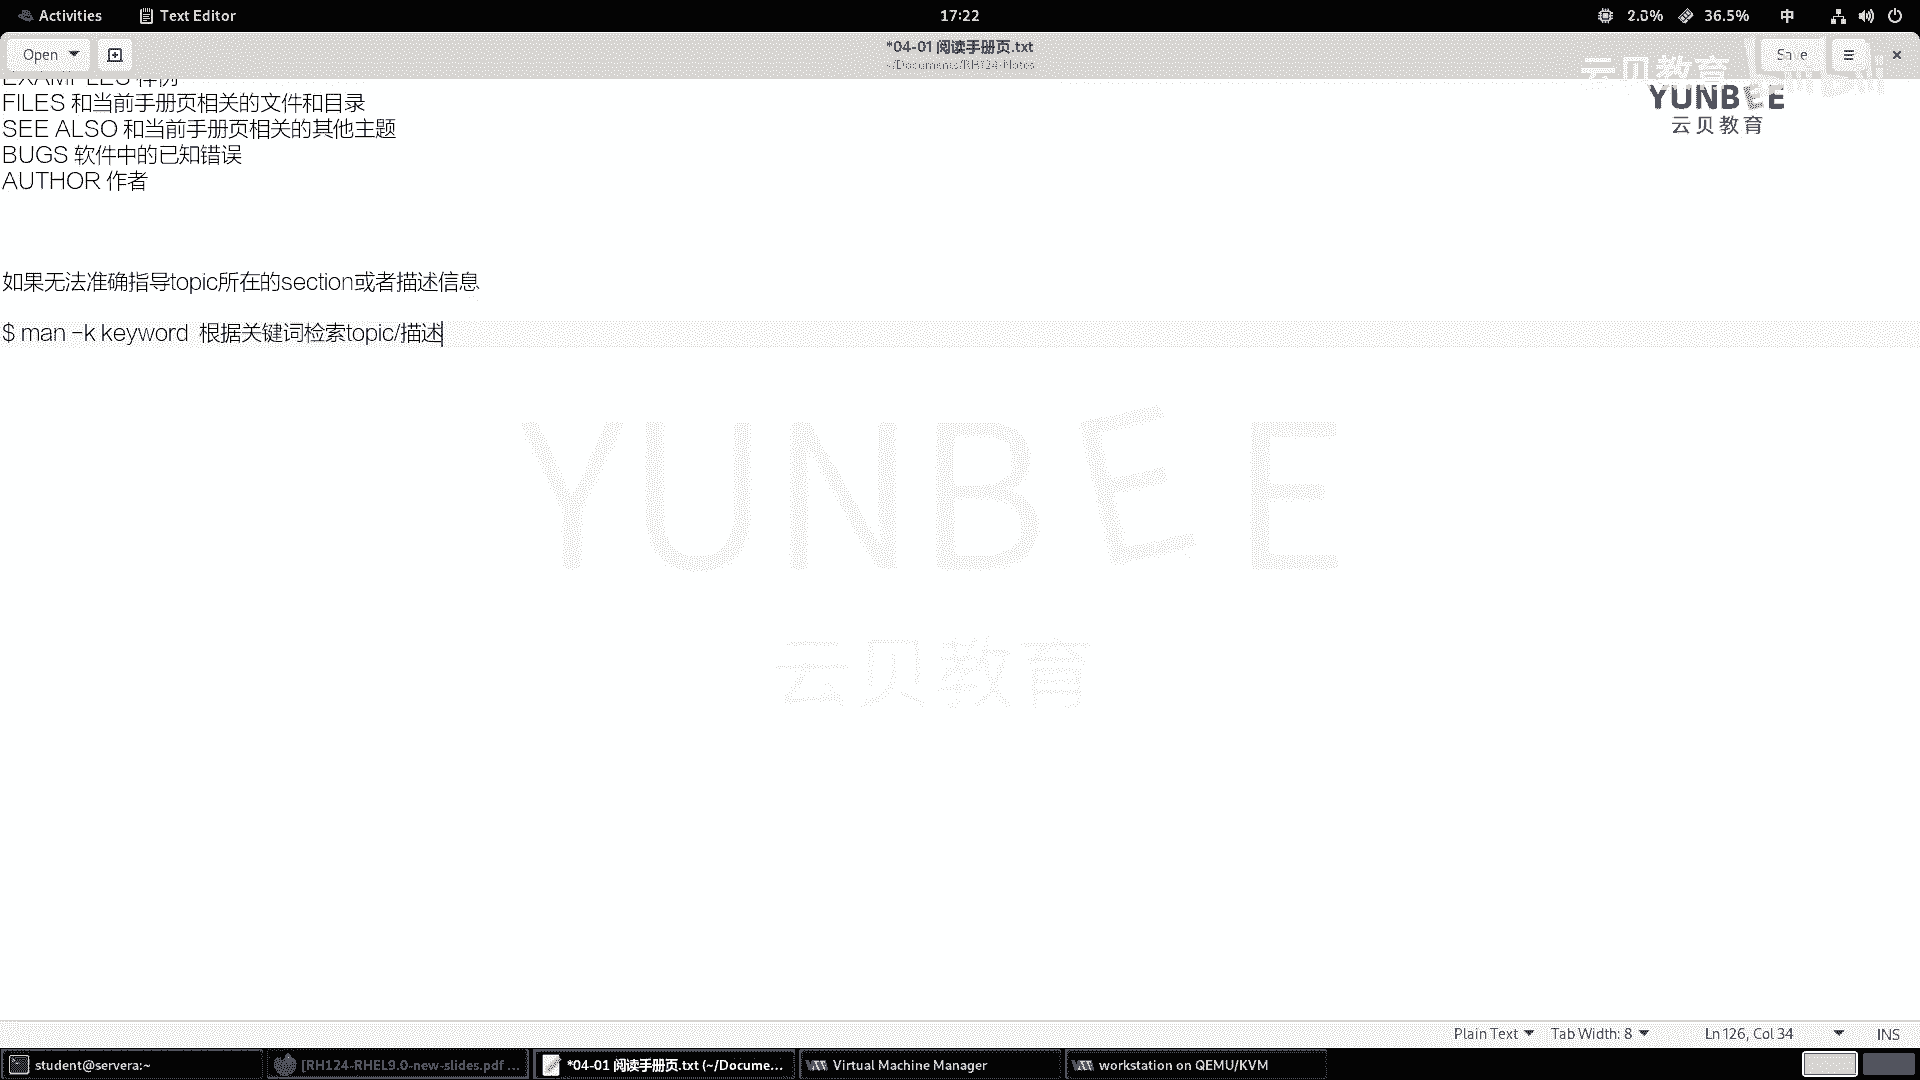 Activities Text Editor 17:22 2.0% 36.5% 中
Open *04-01 阅读手册页.txt Save
~/Documents/RH124-Notes
云贝教育 bilibili
YUNBEE
云贝教育
EXAMPLES 样例
FILES 和当前手册页相关的文件和目录
SEE ALSO 和当前手册页相关的其他主题
BUGS 软件中的已知错误
AUTHOR 作者
如果无法准确指导topic所在的section或者描述信息
$ man -k keyword 根据关键词检索topic/描述
YUNBEE
云贝教育
Plain Text Tab Width: 8 Ln 126, Col 34 INS
student@servera:~ [RH124-RHEL9.0-new-slides.pdf ... *04-01 阅读手册页.txt (~/Docume... Virtual Machine Manager workstation on QEMU/KVM